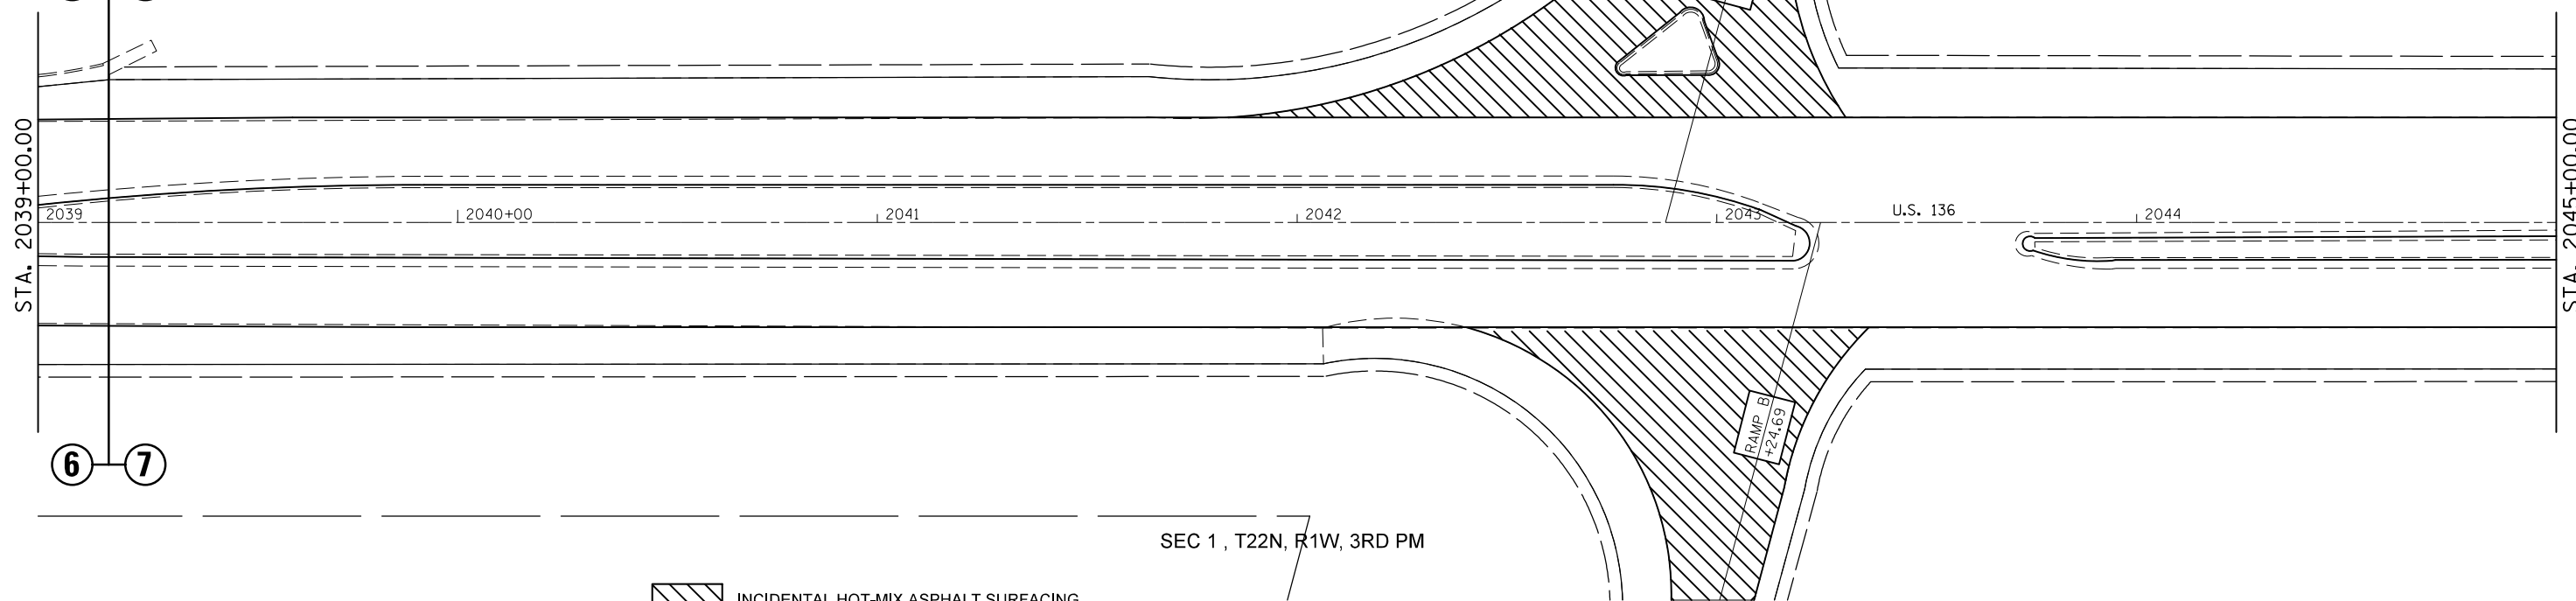 STA. 2039+00.00
2039
2040+00
2041
2042
2043
U.S. 136
2044
STA. 2045+00.00
RAMP B
+24.69
6
7
SEC 1 , T22N, R1W, 3RD PM
INCIDENTAL HOT-MIX ASPHALT SURFACING